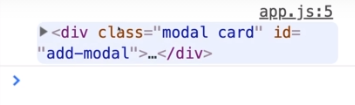 app.js:5
▶<div class="modal card" id=
"add-modal">…</div>
>